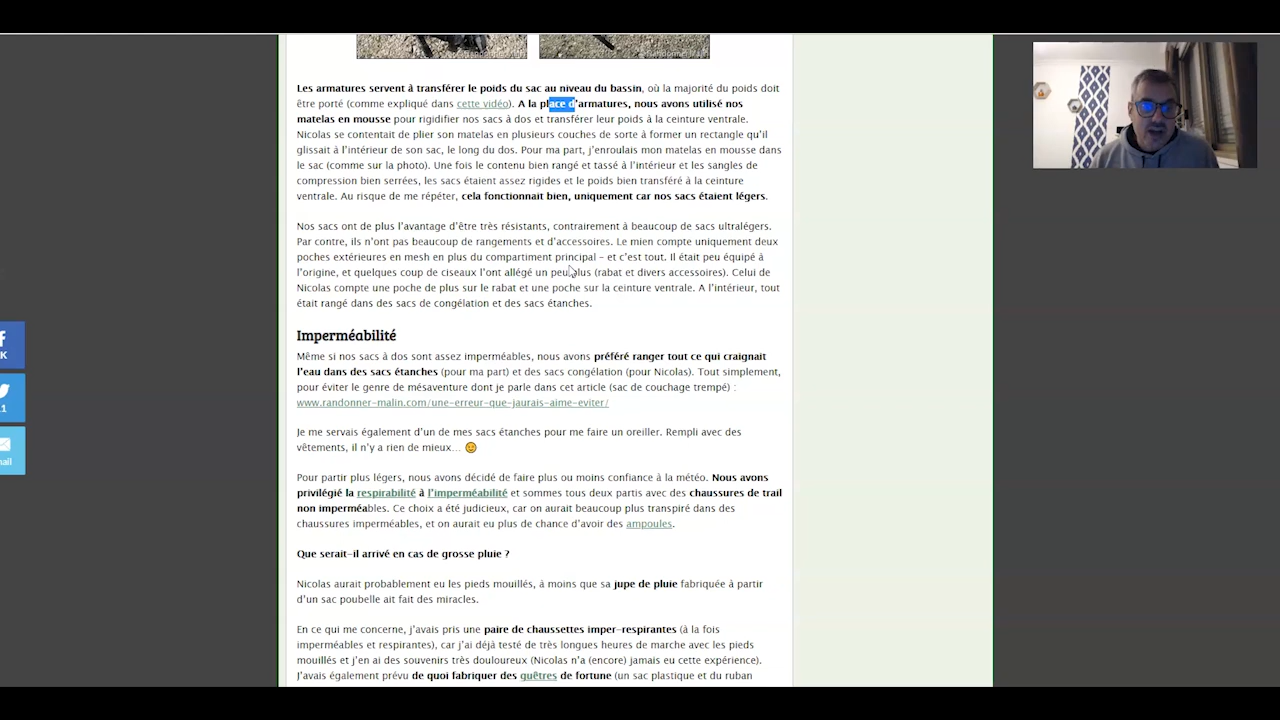 Les armatures servent à transférer le poids du sac au niveau du bassin, où la majorité du poids doit
être porté (comme expliqué dans cette vidéo). A la place d'armatures, nous avons utilisé nos
matelas en mousse pour rigidifier nos sacs à dos et transférer leur poids à la ceinture ventrale.
Nicolas se contentait de plier son matelas en plusieurs couches de sorte à former un rectangle qu'il
glissait à l'intérieur de son sac, le long du dos. Pour ma part, j'enroulais mon matelas en mousse dans
le sac (comme sur la photo). Une fois le contenu bien rangé et tassé à l'intérieur et les sangles de
compression bien serrées, les sacs étaient assez rigides et le poids bien transféré à la ceinture
ventrale. Au risque de me répéter, cela fonctionnait bien, uniquement car nos sacs étaient légers.
Nos sacs ont de plus l'avantage d'être très résistants, contrairement à beaucoup de sacs ultralégers.
Par contre, ils n'ont pas beaucoup de rangements et d'accessoires. Le mien compte uniquement deux
poches extérieures en mesh en plus du compartiment principal – et c'est tout. Il était peu équipé à
l'origine, et quelques coup de ciseaux l'ont allégé un peu plus (rabat et divers accessoires). Celui de
Nicolas compte une poche de plus sur le rabat et une poche sur la ceinture ventrale. A l'intérieur, tout
était rangé dans des sacs de congélation et des sacs étanches.
Imperméabilité
Même si nos sacs à dos sont assez imperméables, nous avons préféré ranger tout ce qui craignait
l'eau dans des sacs étanches (pour ma part) et des sacs congélation (pour Nicolas). Tout simplement,
pour éviter le genre de mésaventure dont je parle dans cet article (sac de couchage trempé) :
www.randonner-malin.com/une-erreur-que-jaurais-aime-eviter/
Je me servais également d'un de mes sacs étanches pour me faire un oreiller. Rempli avec des
vêtements, il n'y a rien de mieux…
Pour partir plus légers, nous avons décidé de faire plus ou moins confiance à la météo. Nous avons
privilégié la respirabilité à l'imperméabilité et sommes tous deux partis avec des chaussures de trail
non imperméables. Ce choix a été judicieux, car on aurait beaucoup plus transpiré dans des
chaussures imperméables, et on aurait eu plus de chance d'avoir des ampoules.
Que serait-il arrivé en cas de grosse pluie ?
Nicolas aurait probablement eu les pieds mouillés, à moins que sa jupe de pluie fabriquée à partir
d'un sac poubelle ait fait des miracles.
En ce qui me concerne, j'avais pris une paire de chaussettes imper-respirantes (à la fois
imperméables et respirantes), car j'ai déjà testé de très longues heures de marche avec les pieds
mouillés et j'en ai des souvenirs très douloureux (Nicolas n'a (encore) jamais eu cette expérience).
J'avais également prévu de quoi fabriquer des guêtres de fortune (un sac plastique et du ruban